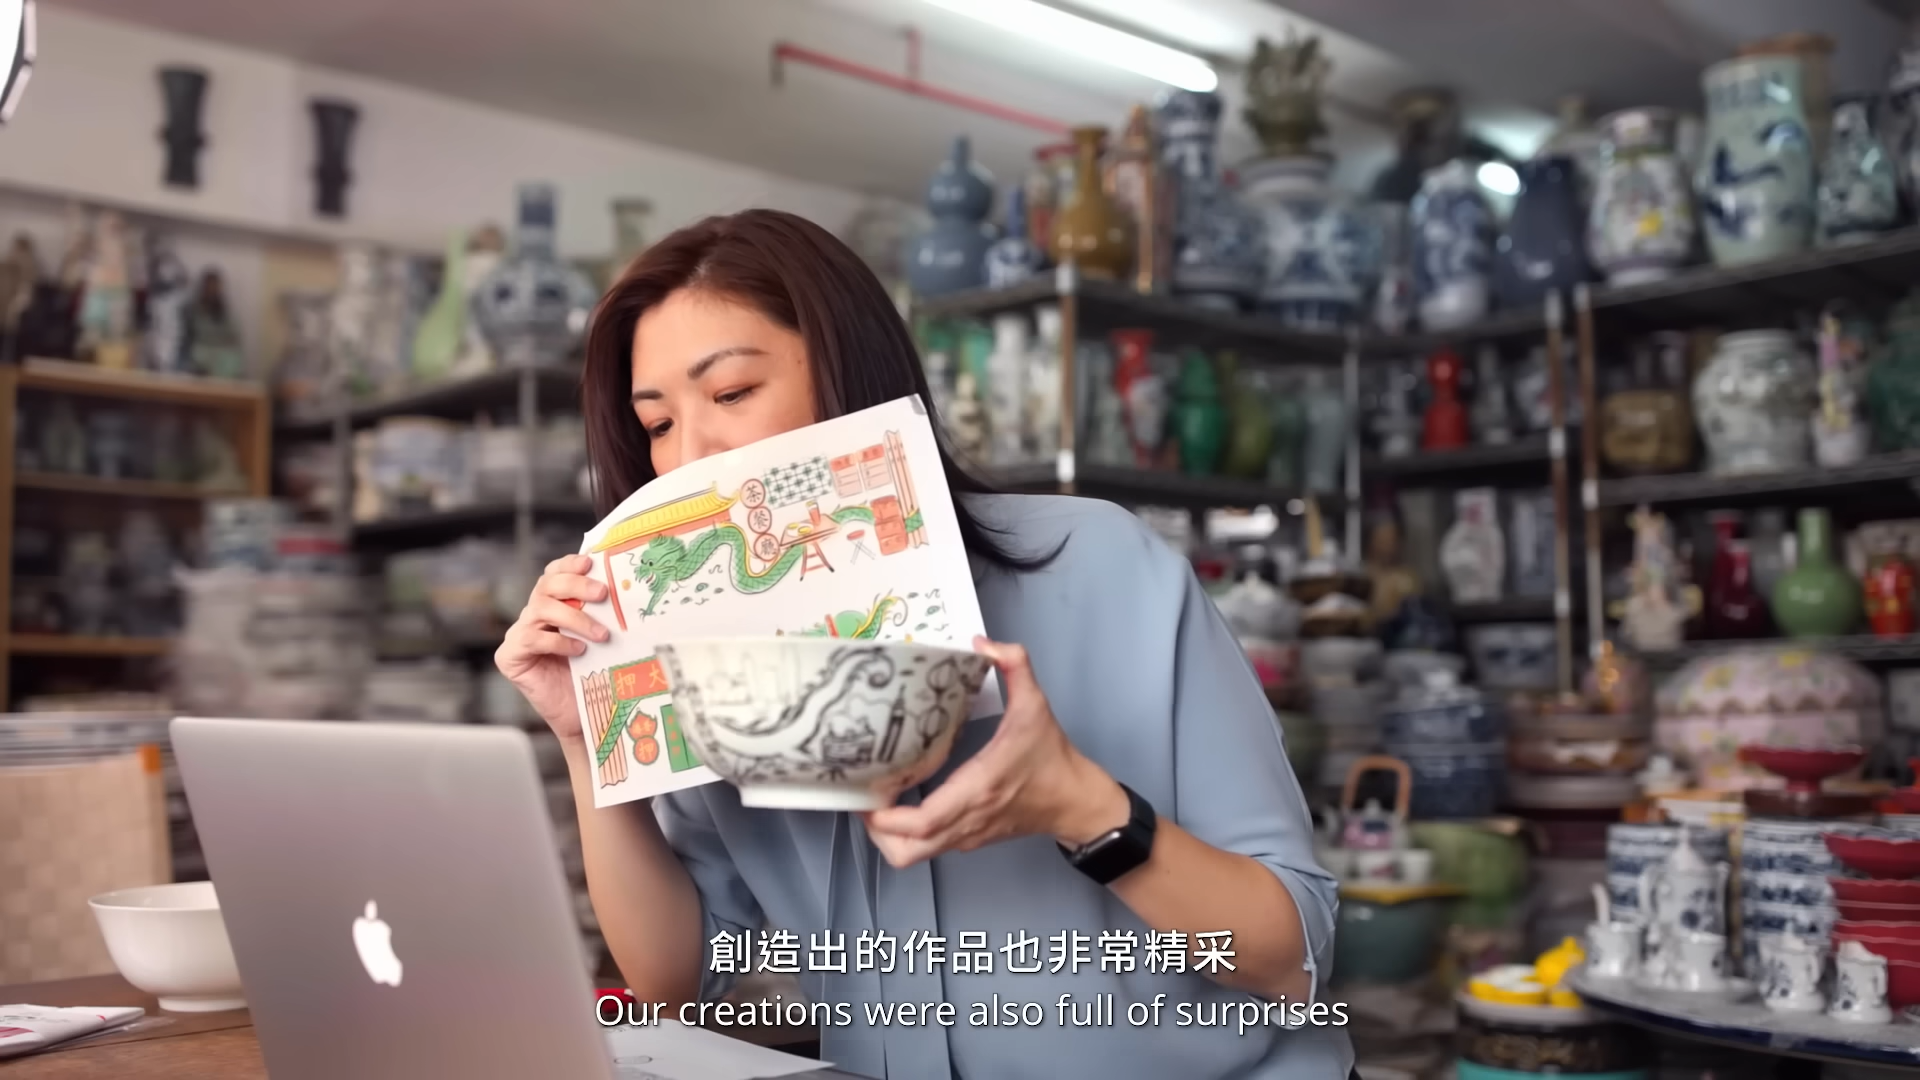 茶
餐
廳
押 大
押
創造出的作品也非常精采
Our creations were also full of surprises